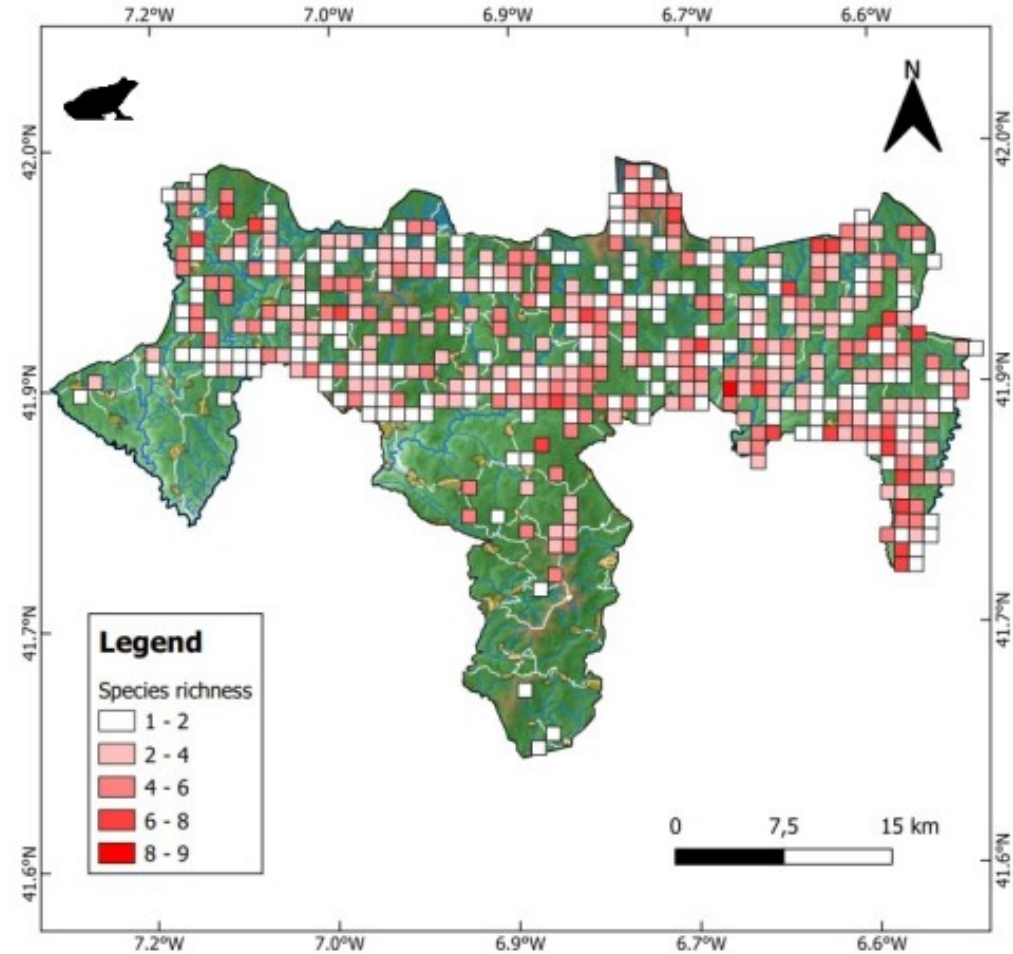 7.2°W 7.0°W 6.9°W 6.7°W 6.6°W
N
42.0°N 42.0°N
41.9°N 41.9°N
41.7°N 41.7°N
Legend
Species richness
1 - 2
2 - 4
4 - 6
6 - 8
8 - 9
0 7,5 15 km
41.6°N 41.6°N
7.2°W 7.0°W 6.9°W 6.7°W 6.6°W